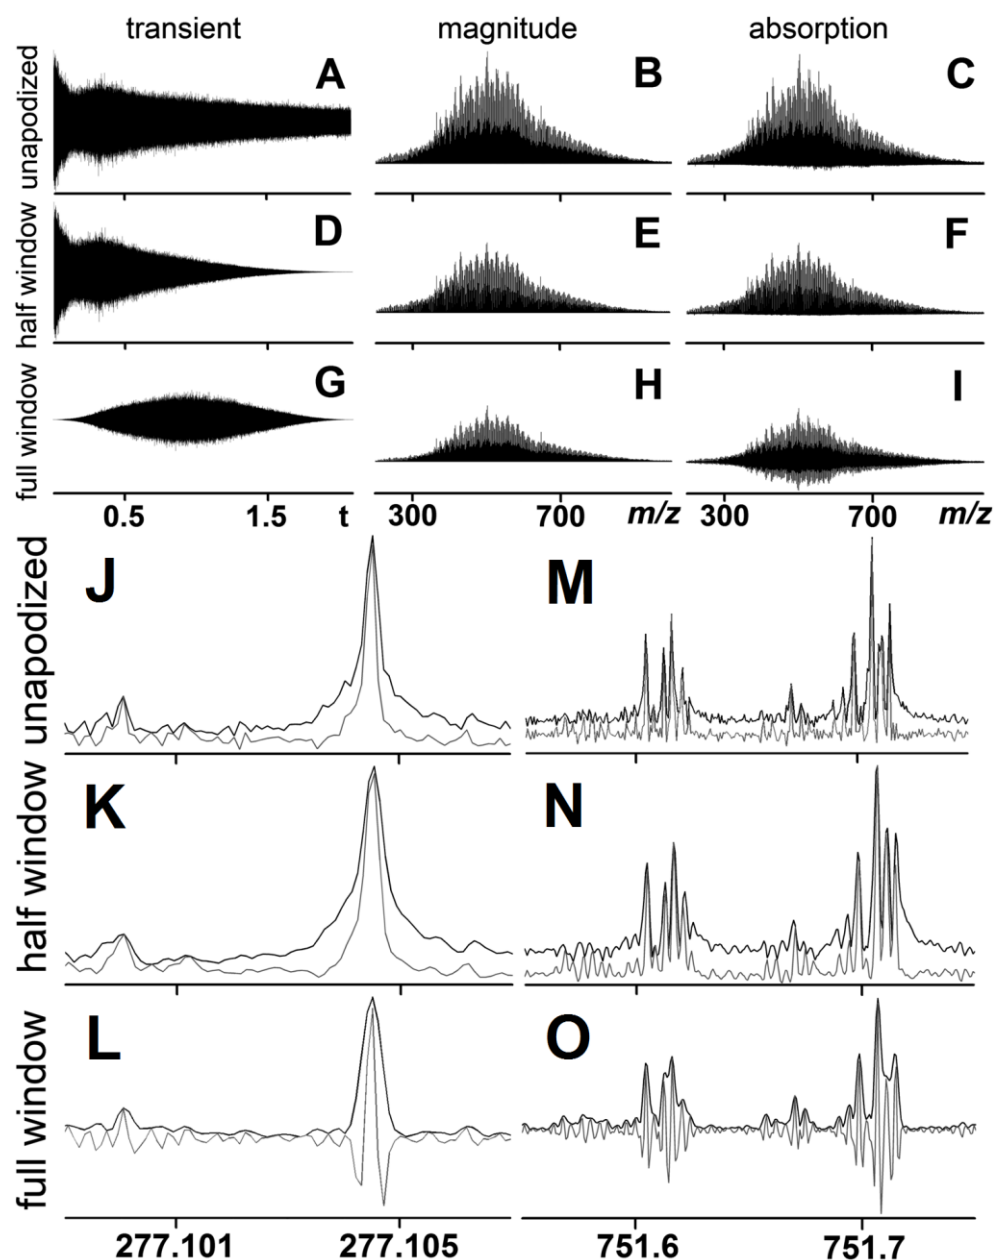 transient magnitude absorption
unapodized A B C
half window D E F
full window G H I
0.5 1.5 t 300 700 m/z 300 700 m/z
unapodized J M
half window K N
full window L O
277.101 277.105 751.6 751.7